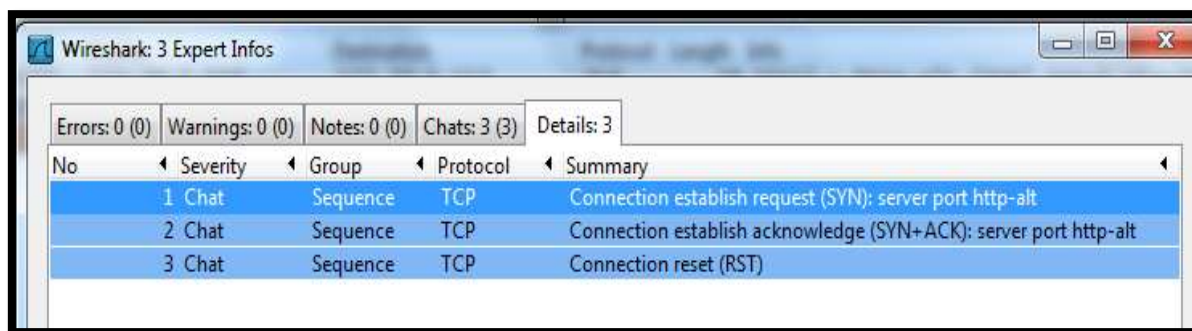 Wireshark: 3 Expert Infos
Errors: 0 (0) Warnings: 0 (0) Notes: 0 (0) Chats: 3 (3) Details: 3
No Severity Group Protocol Summary
1 Chat Sequence TCP Connection establish request (SYN): server port http-alt
2 Chat Sequence TCP Connection establish acknowledge (SYN+ACK): server port http-alt
3 Chat Sequence TCP Connection reset (RST)